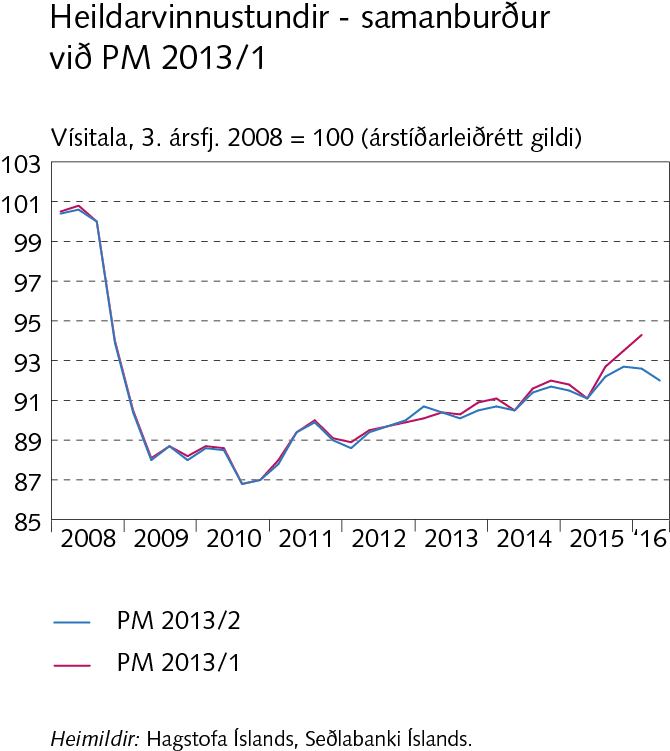 Heildarvinnustundir - samanburður
við PM 2013/1
Vísitala, 3. ársfj. 2008 = 100 (árstíðarleiðrétt gildi)
103
101
99
97
95
93
91
89
87
85
2008 2009 2010 2011 2012 2013 2014 2015 '16
PM 2013/2
PM 2013/1
Heimildir: Hagstofa Íslands, Seðlabanki Íslands.